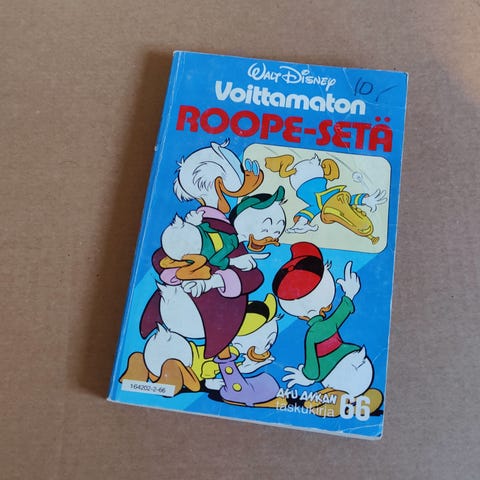 WALT DISNEY
10,-
Voittamaton
ROOPE-SETÄ
164202-2-66
AKU ANKAN
taskukirja 66